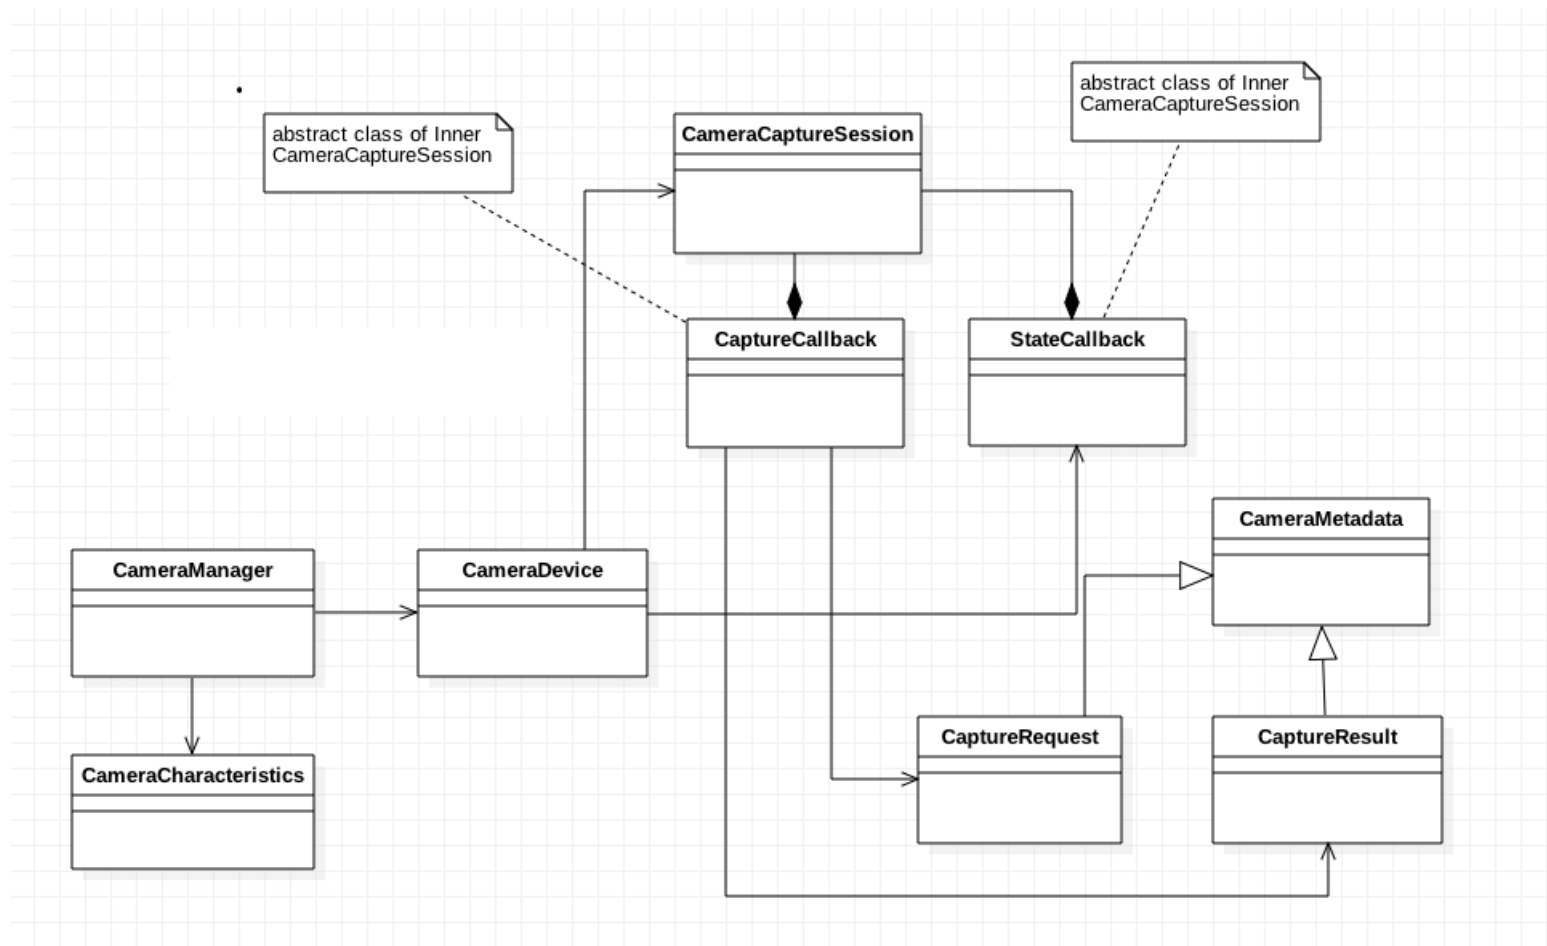 abstract class of Inner
CameraCaptureSession
abstract class of Inner
CameraCaptureSession
CameraCaptureSession
CaptureCallback
StateCallback
CameraMetadata
CameraManager
CameraDevice
CaptureRequest
CaptureResult
CameraCharacteristics